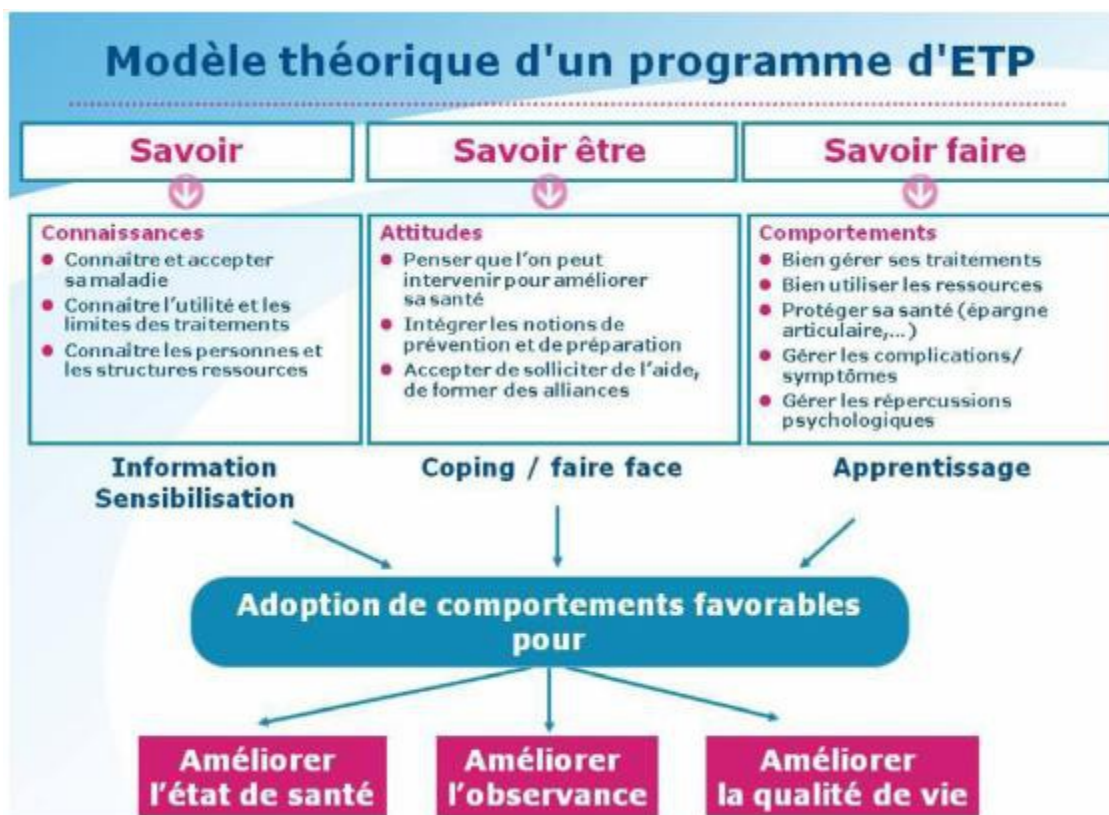 Modèle théorique d'un programme d'ETP
Savoir
Savoir être
Savoir faire
Connaissances
● Connaître et accepter
sa maladie
● Connaître l'utilité et les
limites des traitements
● Connaître les personnes et
les structures ressources
Attitudes
● Penser que l'on peut
intervenir pour améliorer
sa santé
● Intégrer les notions de
prévention et de préparation
● Accepter de solliciter de l'aide,
de former des alliances
Comportements
● Bien gérer ses traitements
● Bien utiliser les ressources
● Protéger sa santé (épargne
articulaire,...)
● Gérer les complications/
symptômes
● Gérer les répercussions
psychologiques
Information
Sensibilisation
Coping / faire face
Apprentissage
Adoption de comportements favorables
pour
Améliorer
l'état de santé
Améliorer
l'observance
Améliorer
la qualité de vie